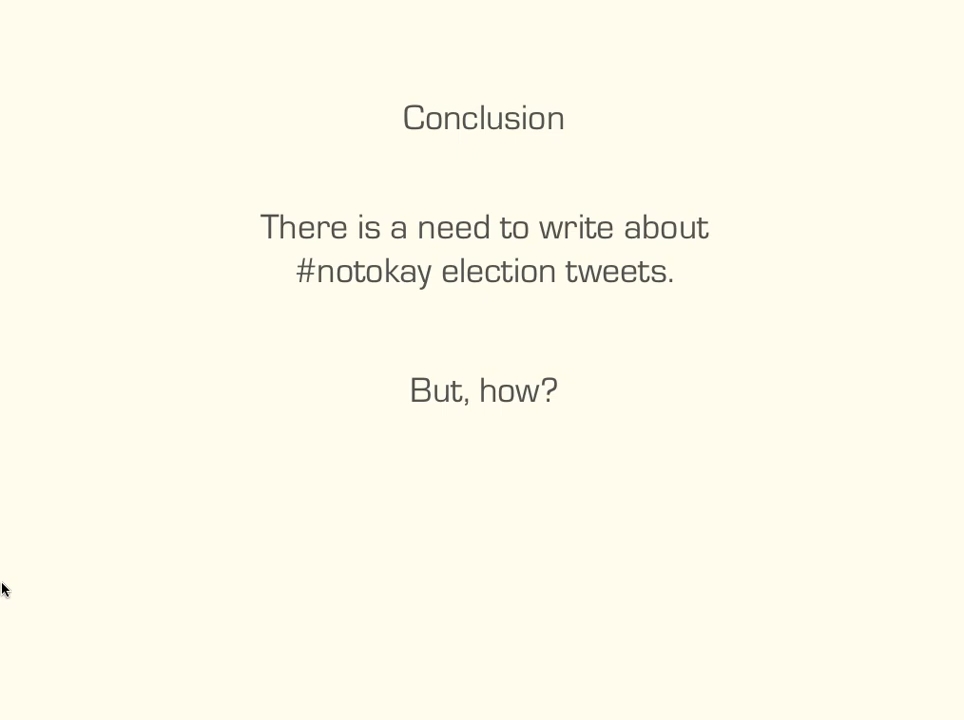 Conclusion
There is a need to write about
#notokay election tweets.
But, how?